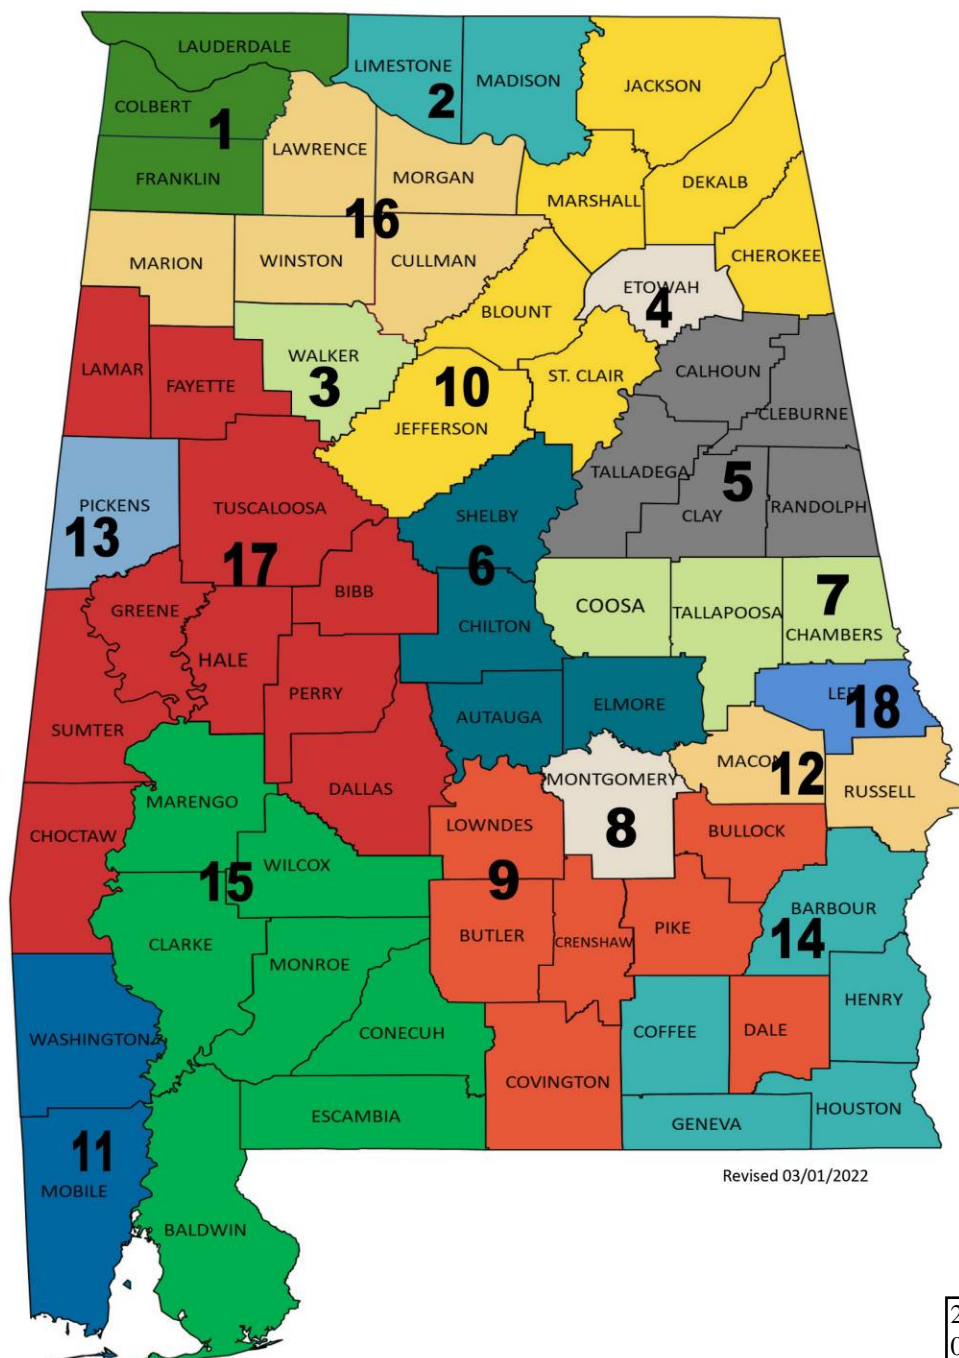 LAUDERDALE
LIMESTONE
MADISON
JACKSON
COLBERT
1
2
LAWRENCE
FRANKLIN
MORGAN
DEKALB
MARSHALL
16
MARION
WINSTON
CULLMAN
CHEROKEE
ETOWAH
4
BLOUNT
WALKER
3
LAMAR
FAYETTE
10
ST. CLAIR
CALHOUN
CLEBURNE
JEFFERSON
TALLADEGA
5
PICKENS
13
TUSCALOOSA
SHELBY
CLAY
RANDOLPH
17
6
BIBB
GREENE
COOSA
TALLAPOOSA
7
CHAMBERS
CHILTON
HALE
PERRY
LEE
18
SUMTER
AUTAUGA
ELMORE
MACON
12
MONTGOMERY
8
DALLAS
RUSSELL
MARENGO
CHOCTAW
LOWNDES
BULLOCK
WILCOX
15
9
BARBOUR
14
CLARKE
BUTLER
CRENSHAW
PIKE
MONROE
HENRY
WASHINGTON
CONECUH
COFFEE
DALE
COVINGTON
ESCAMBIA
GENEVA
HOUSTON
11
MOBILE
Revised 03/01/2022
BALDWIN
2
0